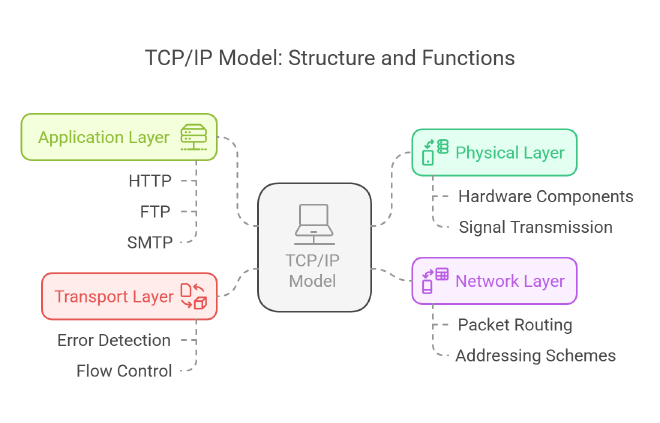 TCP/IP Model: Structure and Functions
Application Layer
HTTP
FTP
SMTP
Transport Layer
Error Detection
Flow Control
TCP/IP
Model
Physical Layer
Hardware Components
Signal Transmission
Network Layer
Packet Routing
Addressing Schemes